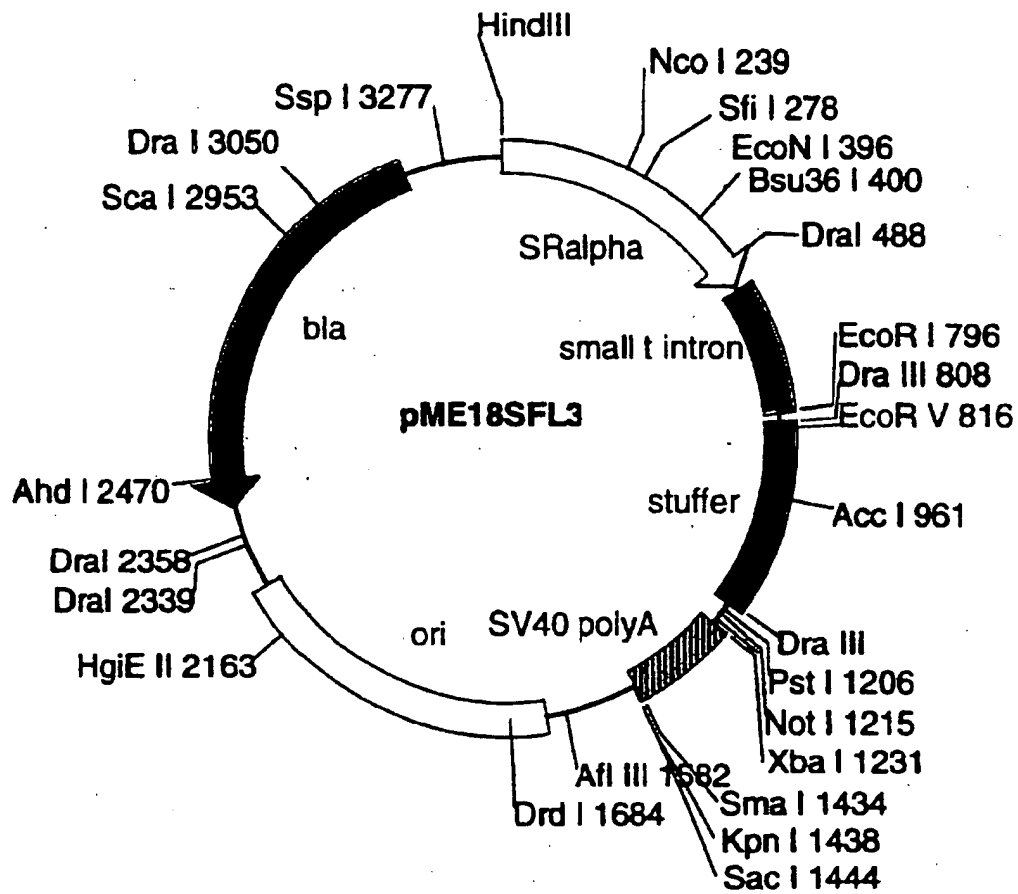 HindIII
Nco I 239
Ssp I 3277
Sfi I 278
Dra I 3050
EcoN I 396
Bsu36 I 400
Sca I 2953
DraI 488
SRalpha
bla
small t intron
EcoR I 796
Dra III 808
pME18SFL3
EcoR V 816
Ahd I 2470
stuffer
Acc I 961
DraI 2358
DraI 2339
ori
SV40 polyA
Dra III
HgiE II 2163
Pst I 1206
Not I 1215
Xba I 1231
Afl III 1582
Drd I 1684
Sma I 1434
Kpn I 1438
Sac I 1444